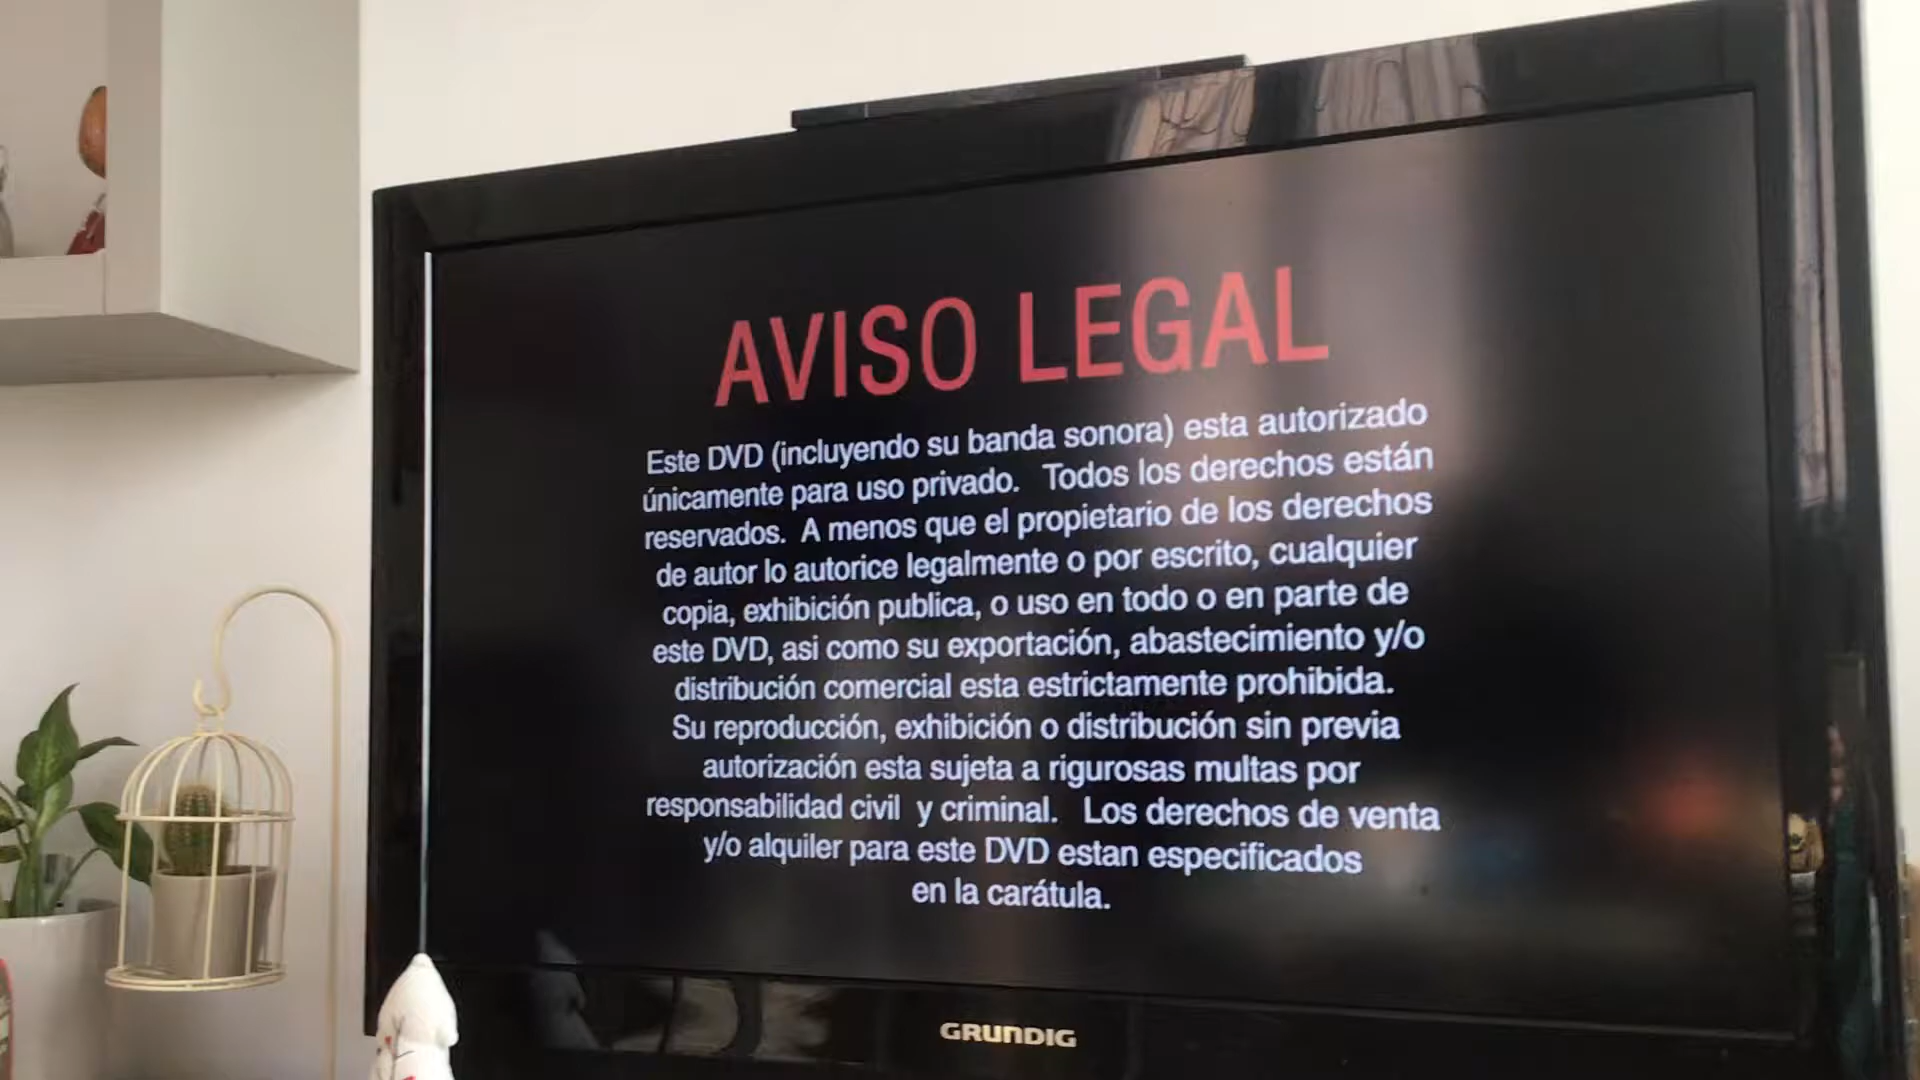 AVISO LEGAL
Este DVD (incluyendo su banda sonora) esta autorizado
únicamente para uso privado. Todos los derechos están
reservados. A menos que el propietario de los derechos
de autor lo autorice legalmente o por escrito, cualquier
copia, exhibición publica, o uso en todo o en parte de
este DVD, asi como su exportación, abastecimiento y/o
distribución comercial esta estrictamente prohibida.
Su reproducción, exhibición o distribución sin previa
autorización esta sujeta a rigurosas multas por
responsabilidad civil y criminal. Los derechos de venta
y/o alquiler para este DVD estan especificados
en la carátula.
GRUNDIG